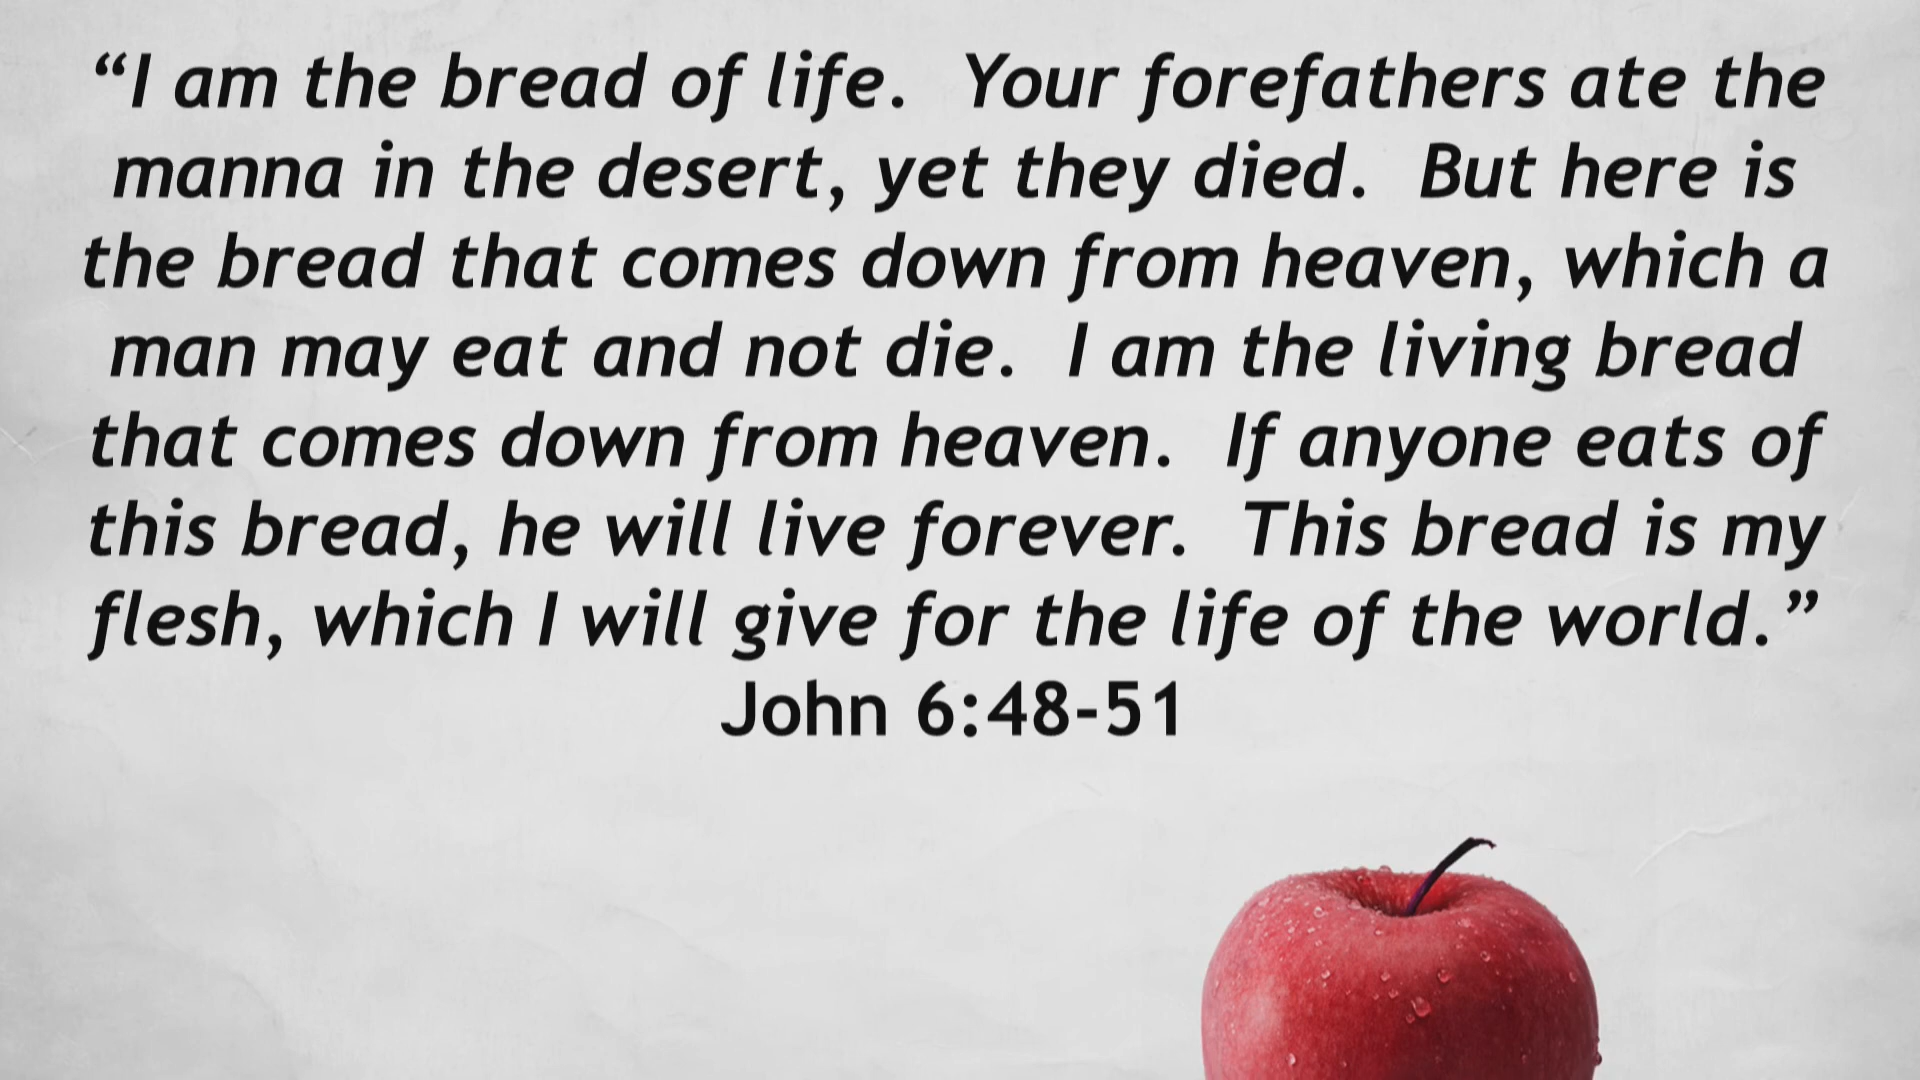 “I am the bread of life.  Your forefathers ate the
manna in the desert, yet they died.  But here is
the bread that comes down from heaven, which a
man may eat and not die.  I am the living bread
that comes down from heaven.  If anyone eats of
this bread, he will live forever.  This bread is my
flesh, which I will give for the life of the world.”
John 6:48-51